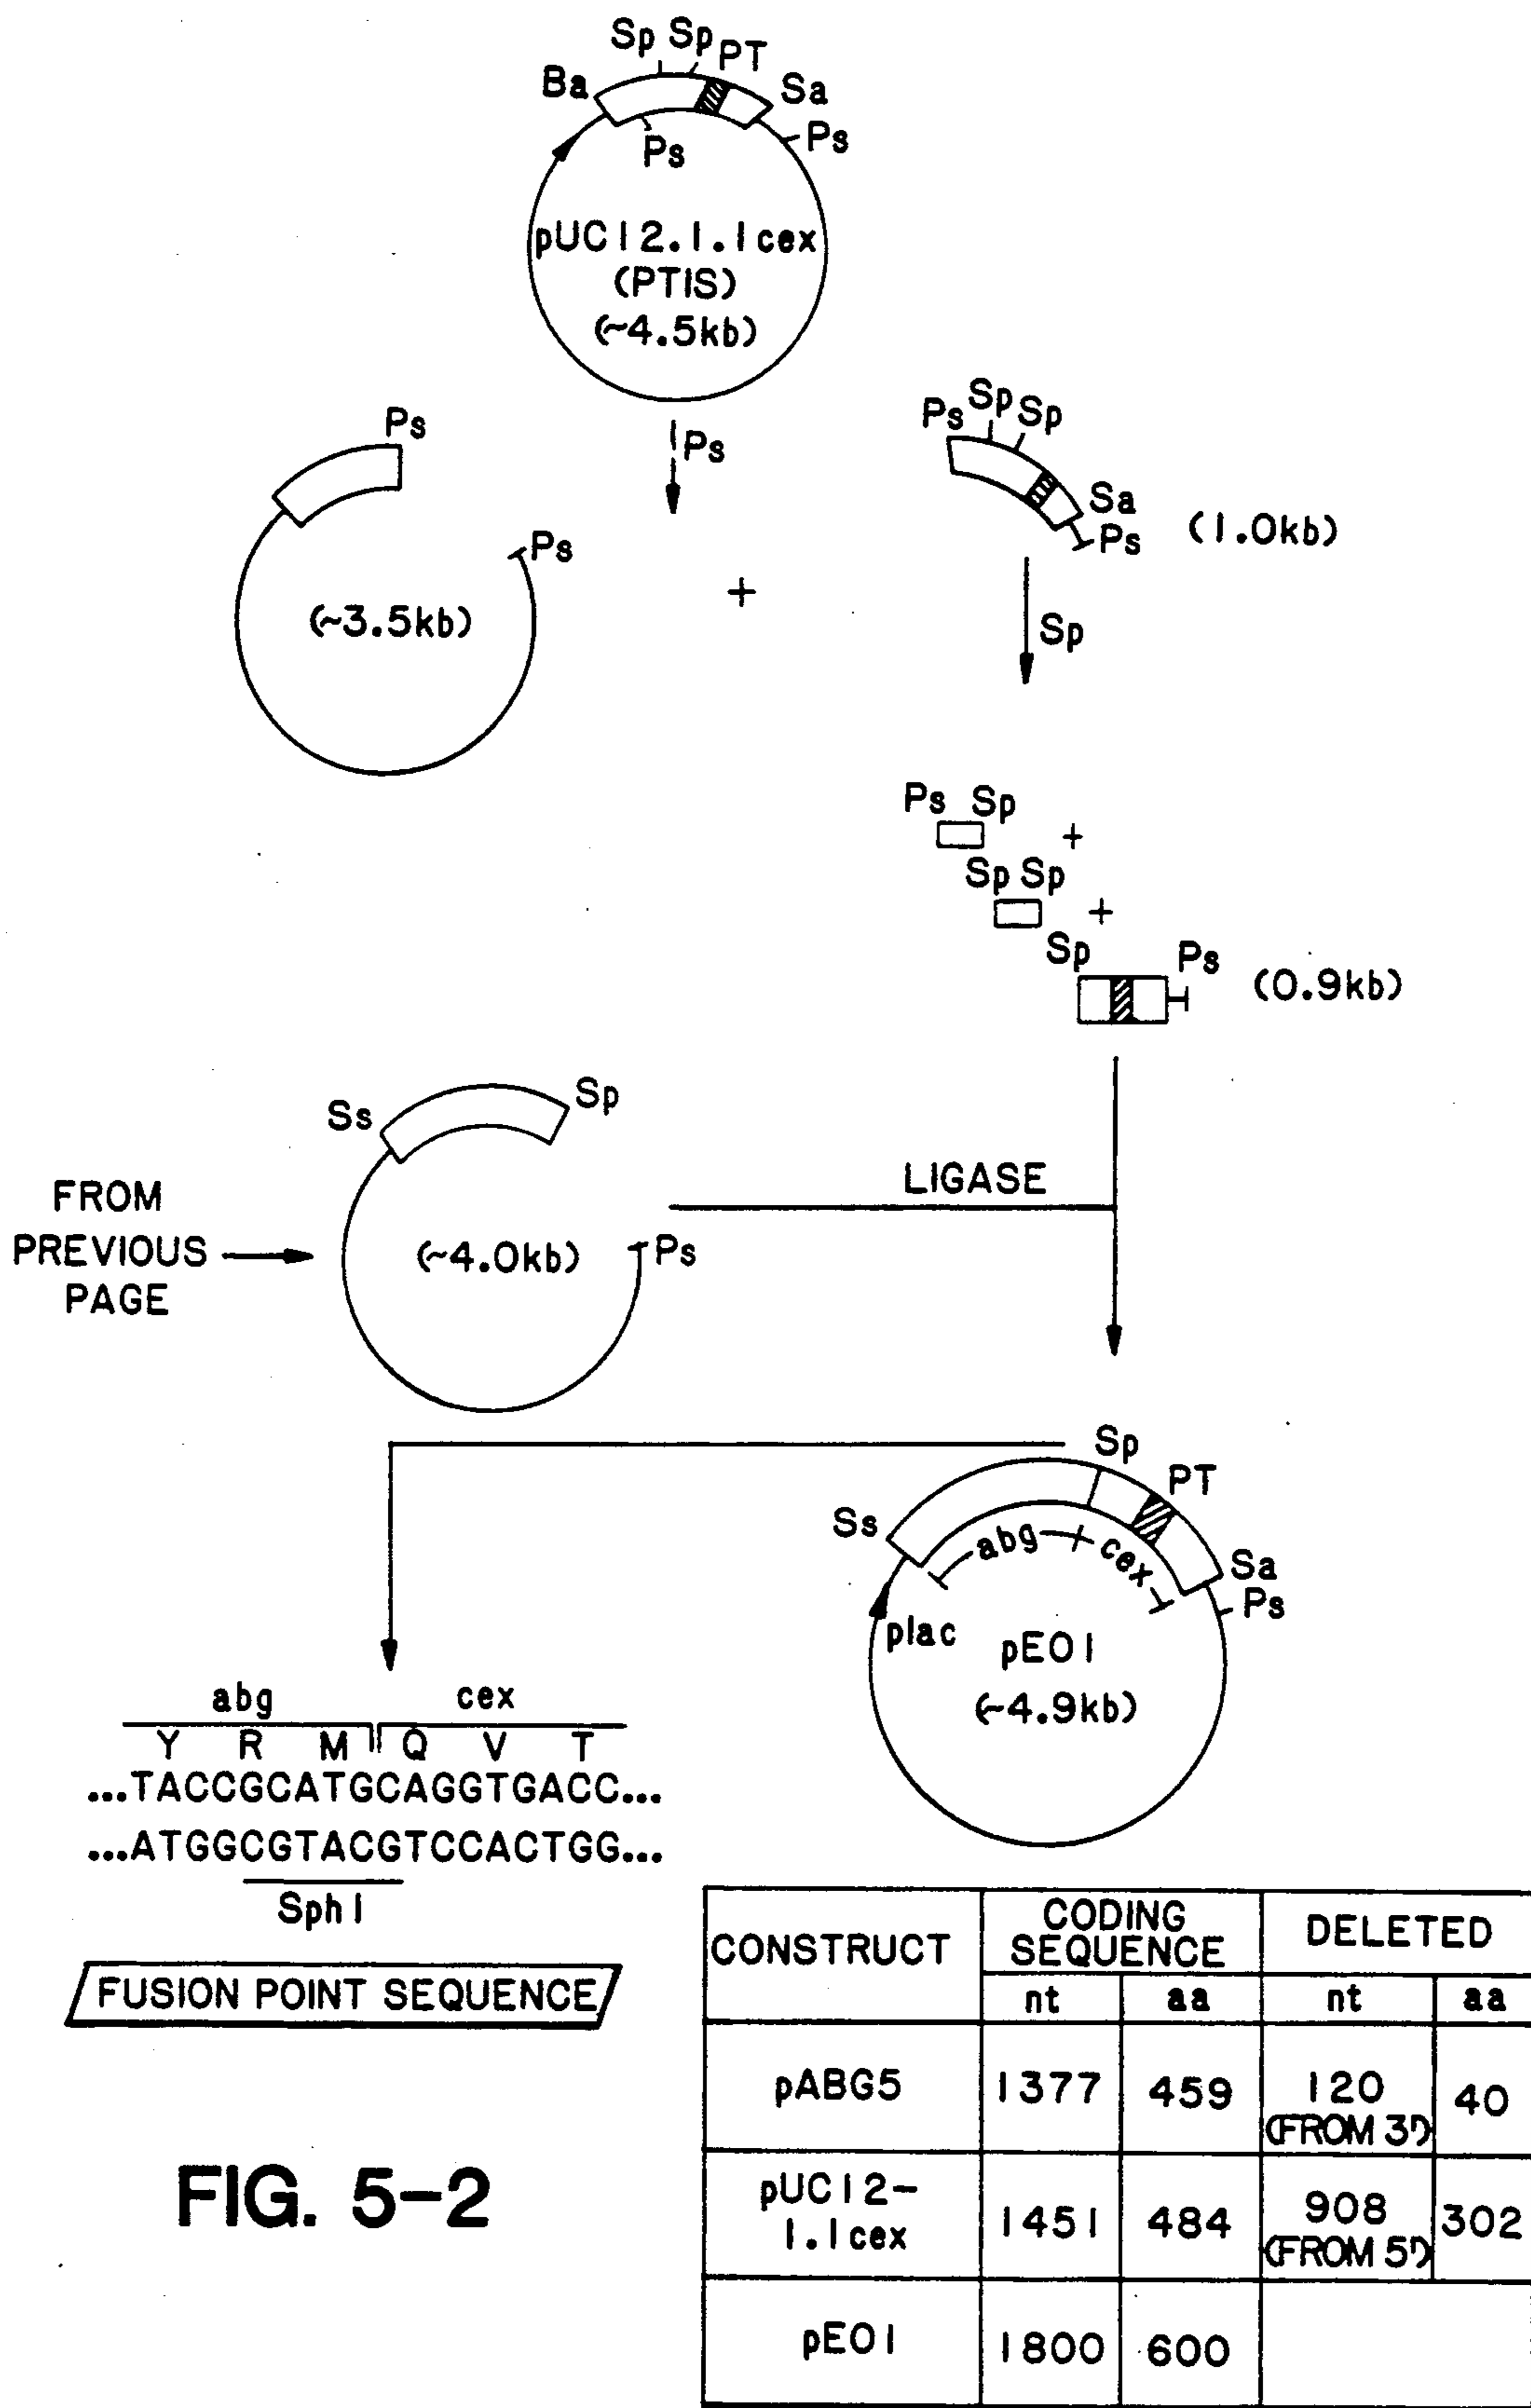 Sp Sp PT
Ba Sa
Ps Ps
pUC12.1.1cex
(PTIS)
(~4.5kb)
Ps
Ps
Ps
(~3.5kb)
+
Ps Sp Sp
Sa
Ps
(1.0kb)
Sp
Ps Sp
+
Sp Sp
+
Sp Ps
(0.9kb)
Ss Sp
FROM
PREVIOUS
PAGE
(~4.0kb)
Ps
LIGASE
Sp
PT
Ss
abg
cex
Sa
Ps
plac
pEO1
(~4.9kb)
abg cex
Y R M Q V T
...TACCGCATGCAGGTGACC...
...ATGGCGTACGTCCACTGG...
Sph1
FUSION POINT SEQUENCE
CONSTRUCT CODING SEQUENCE DELETED
nt aa nt aa
pABG5 1377 459 120 (FROM 3') 40
pUC12-1.1cex 1451 484 908 (FROM 5') 302
pEO1 1800 600
FIG. 5-2